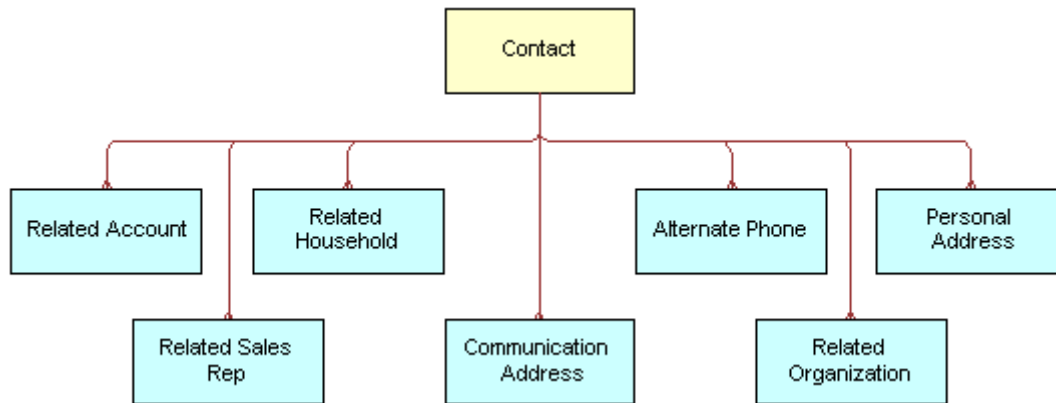 Contact
Related Account
Related
Household
Alternate Phone
Personal
Address
Related Sales
Rep
Communication
Address
Related
Organization